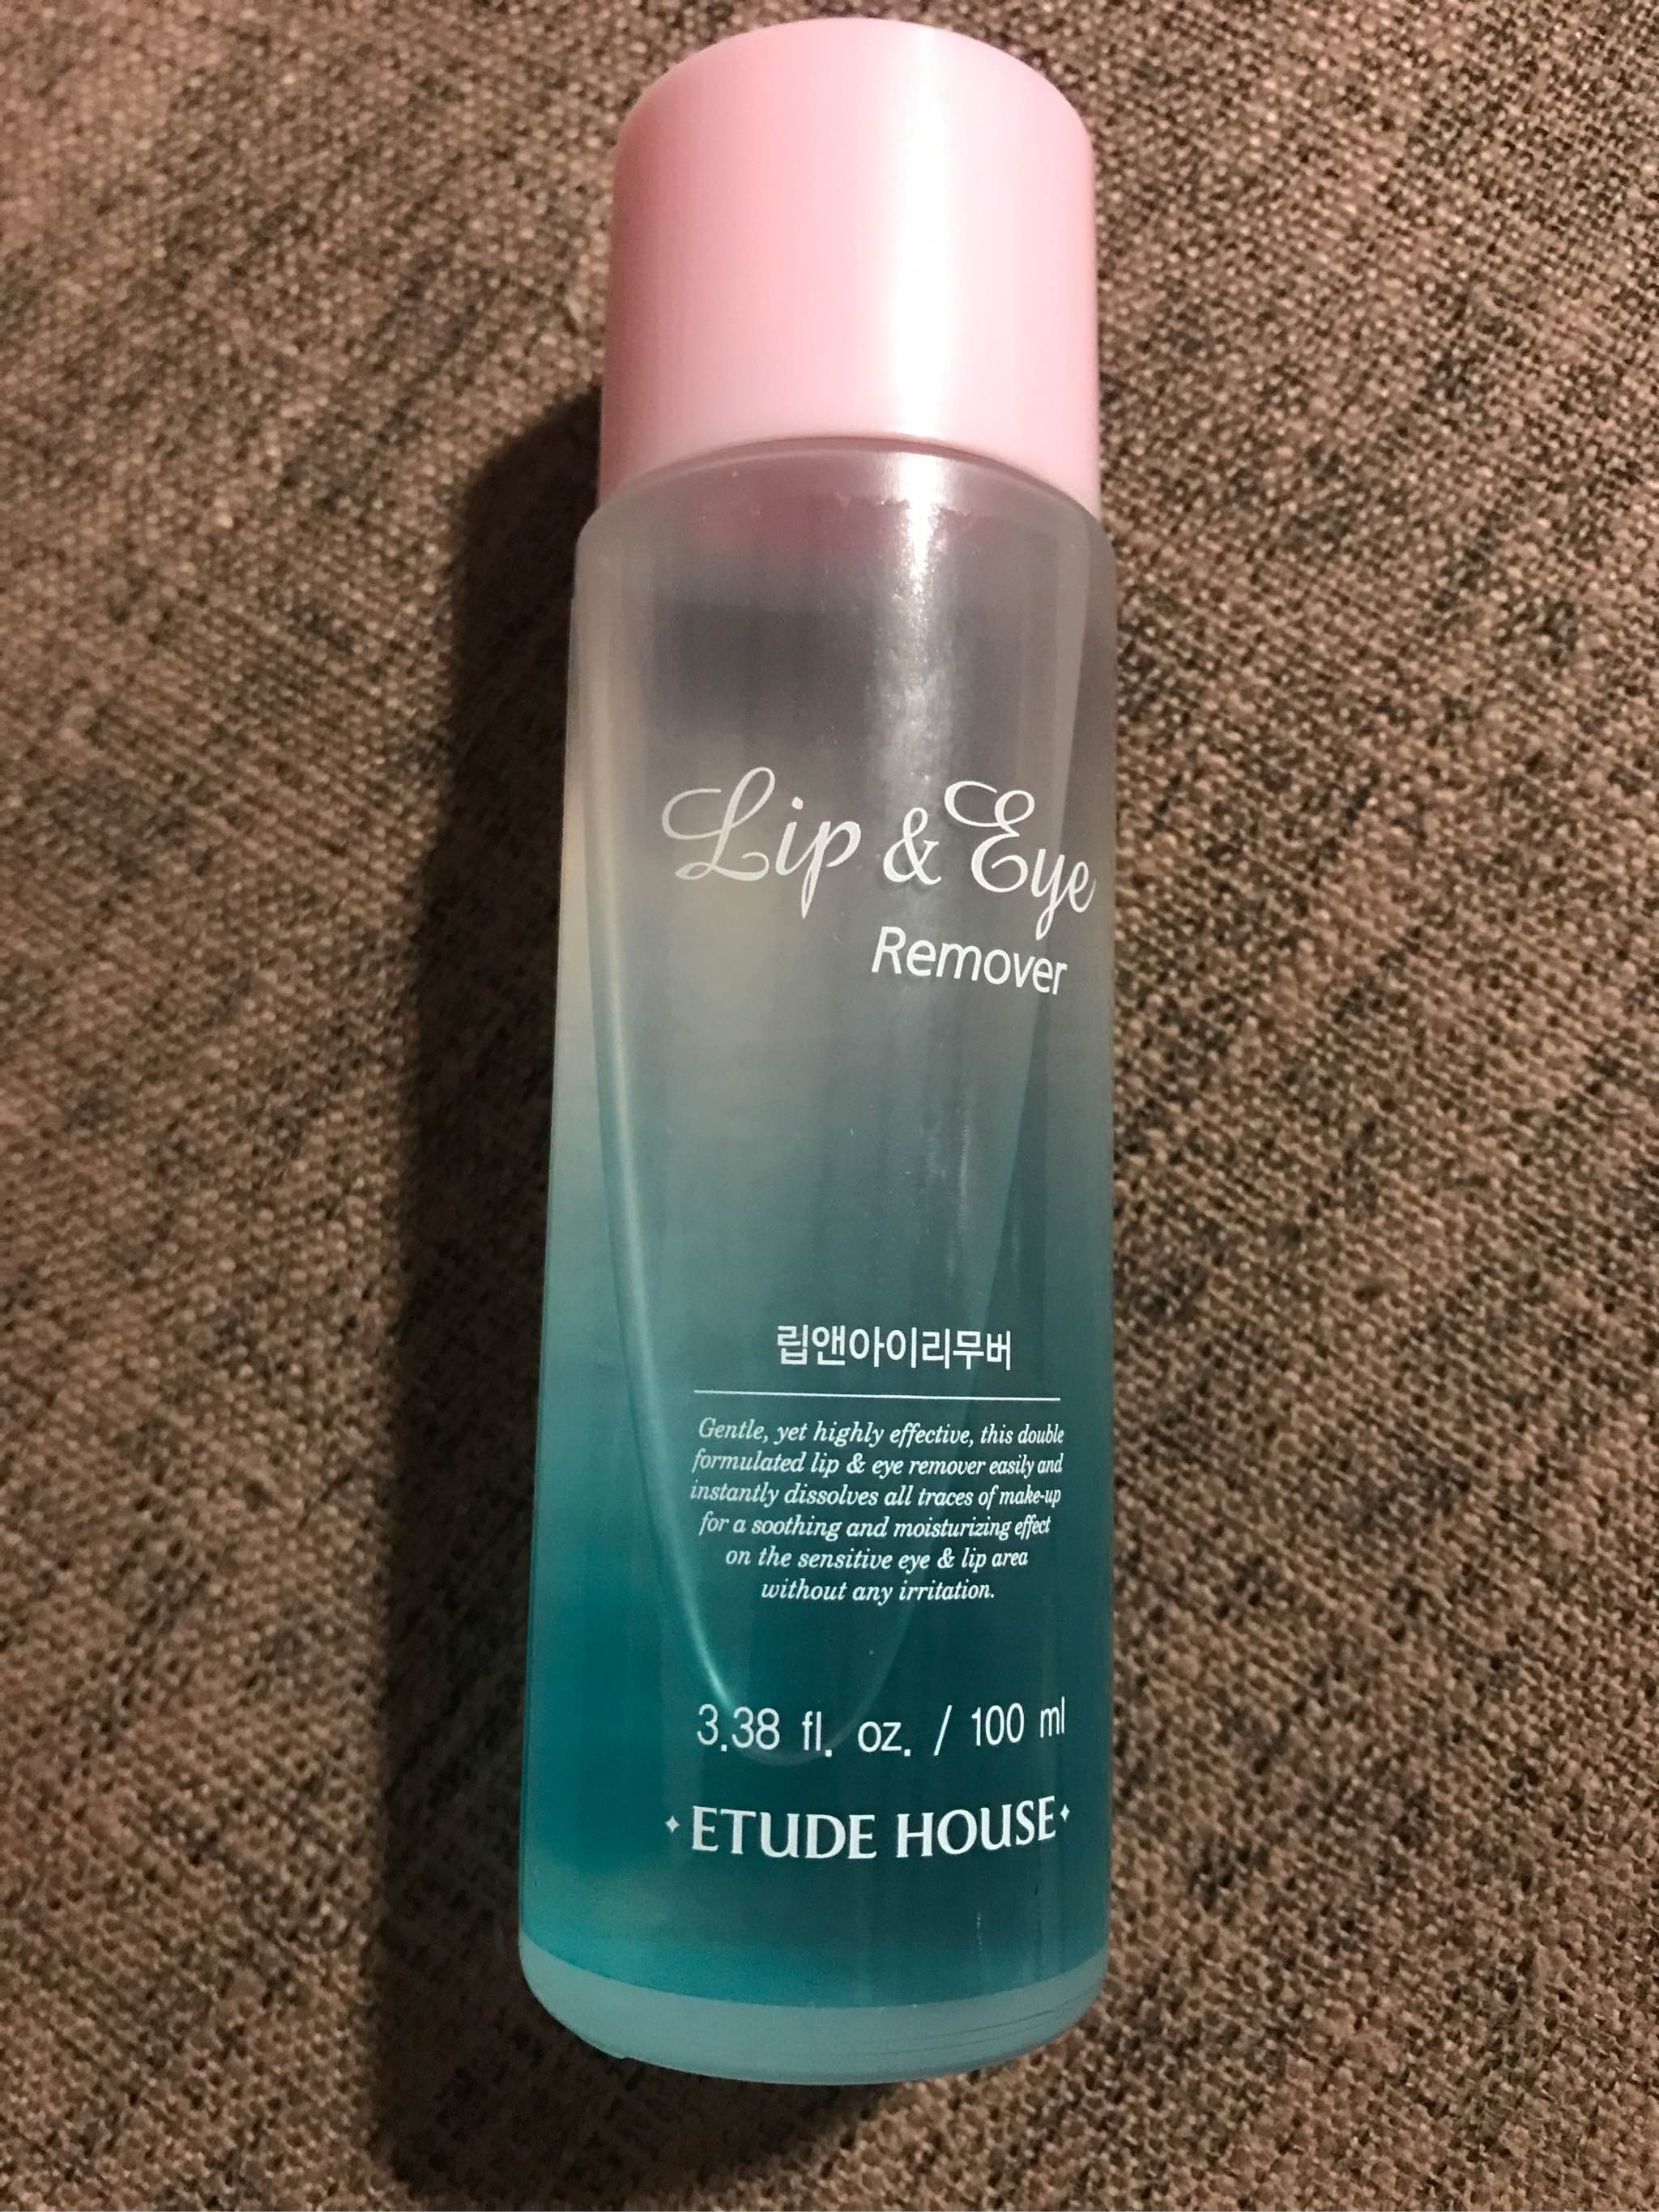 Lip & Eye
Remover
립앤아이리무버
Gentle, yet highly effective, this double
formulated lip & eye remover easily and
instantly dissolves all traces of make-up
for a soothing and moisturizing effect
on the sensitive eye & lip area
without any irritation.
3.38 fl. oz. / 100 ml
ETUDE HOUSE